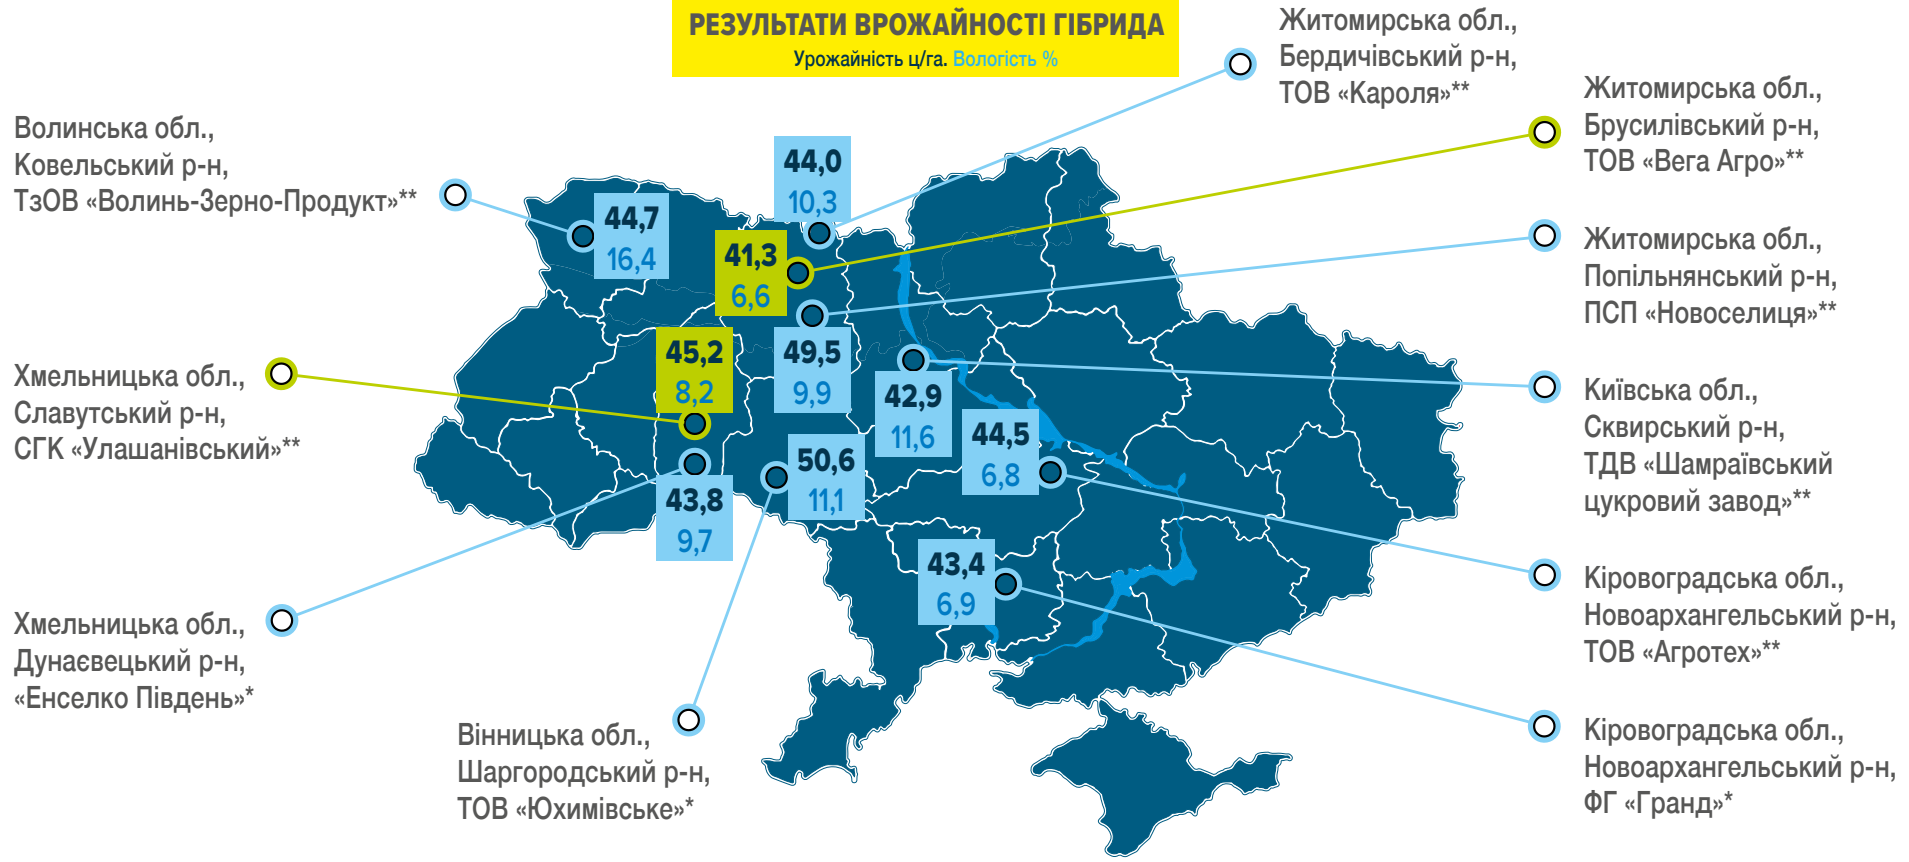 РЕЗУЛЬТАТИ ВРОЖАЙНОСТІ ГІБРИДА
Урожайність ц/га. Вологість %
Житомирська обл.,
Бердичівський р-н,
ТОВ «Кароля»**
Житомирська обл.,
Брусилівський р-н,
ТОВ «Вега Агро»**
Волинська обл.,
Ковельський р-н,
ТзОВ «Волинь-Зерно-Продукт»**
44,0
10,3
44,7
16,4
41,3
6,6
Житомирська обл.,
Попільнянський р-н,
ПСП «Новоселиця»**
45,2
8,2
49,5
9,9
42,9
11,6
Хмельницька обл.,
Славутський р-н,
СГК «Улашанівський»**
Київська обл.,
Сквирський р-н,
ТДВ «Шамраївський
цукровий завод»**
44,5
6,8
50,6
11,1
43,8
9,7
43,4
6,9
Кіровоградська обл.,
Новоархангельський р-н,
ТОВ «Агротех»**
Хмельницька обл.,
Дунаєвецький р-н,
«Енселко Південь»*
Вінницька обл.,
Шаргородський р-н,
ТОВ «Юхимівське»*
Кіровоградська обл.,
Новоархангельський р-н,
ФГ «Гранд»*